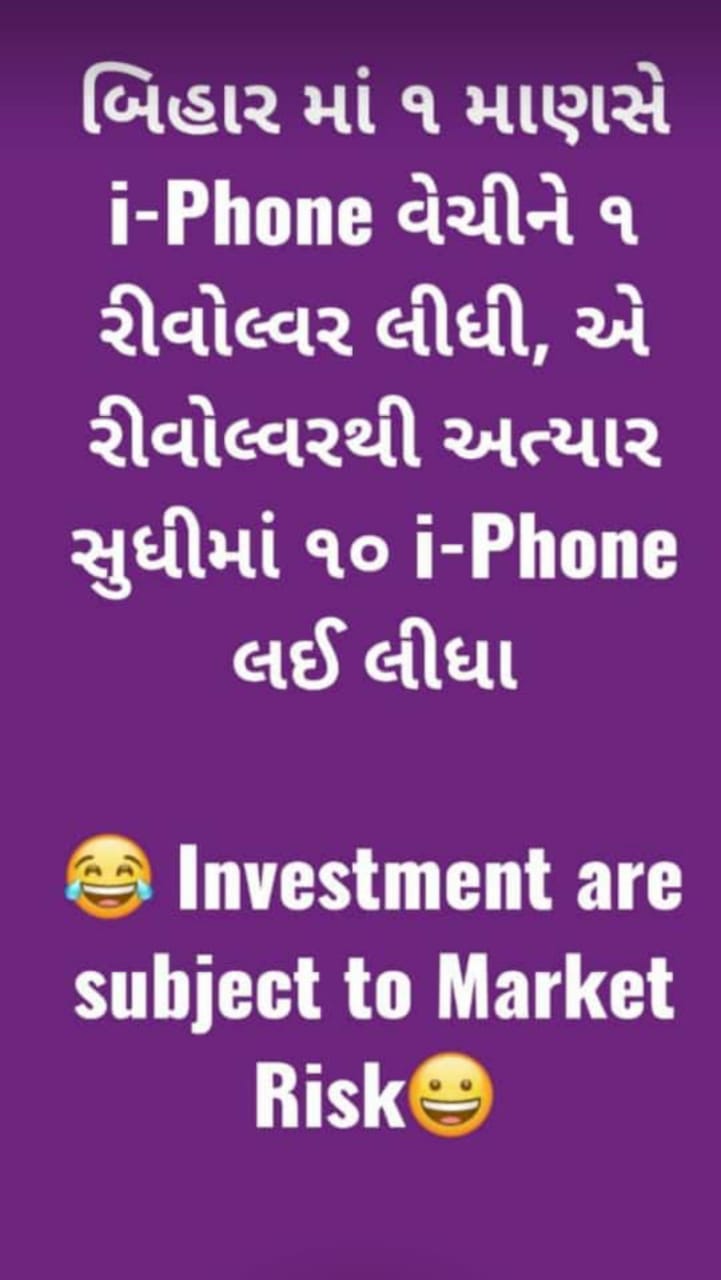 બિહાર માં ૧ માણસે
i-Phone વેચીને ૧
રીવોલ્વર લીધી, એ
રીવોલ્વરથી અત્યાર
સુધીમાં ૧૦ i-Phone
લઈ લીધા
😂 Investment are
subject to Market
Risk😀